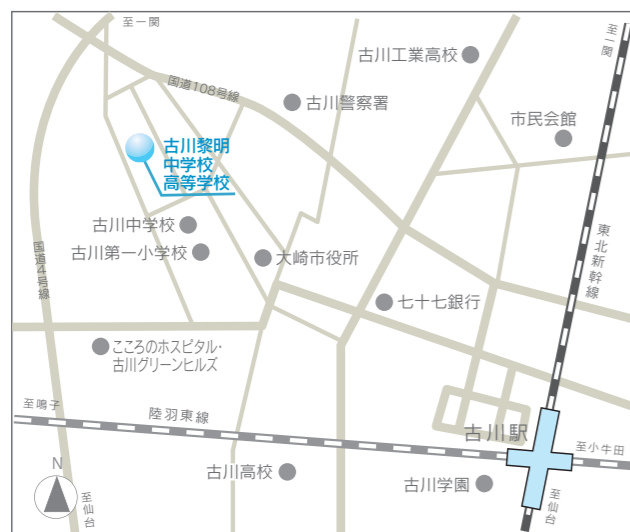 至一関
国道108号線
古川工業高校
至一関
古川警察署
市民会館
古川黎明
中学校
高等学校
古川中学校
古川第一小学校
大崎市役所
東北新幹線
国道4号線
七十七銀行
こころのホスピタル・
古川グリーンヒルズ
至鳴子
陸羽東線
古川駅
至小牛田
N
古川高校
古川学園
至仙台
至仙台